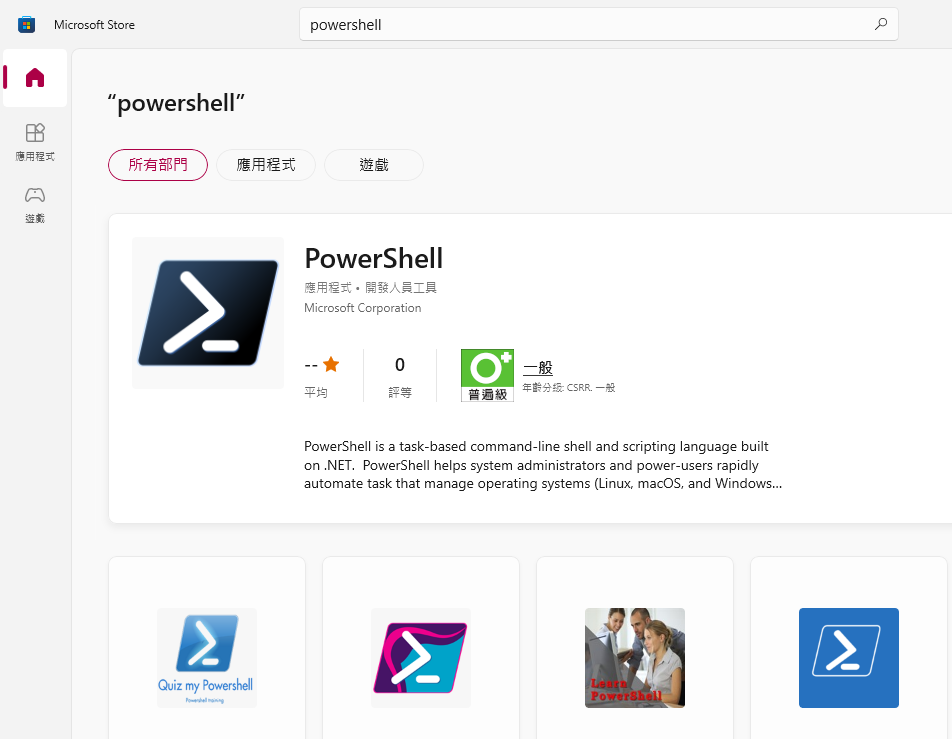 Microsoft Store
powershell
“powershell”
所有部門
應用程式
遊戲
應用程式
遊戲
PowerShell
應用程式 • 開發人員工具
Microsoft Corporation
--
平均
0
評等
普遍級
一般
年齡分級: CSRR. 一般
PowerShell is a task-based command-line shell and scripting language built
on .NET.  PowerShell helps system administrators and power-users rapidly
automate task that manage operating systems (Linux, macOS, and Windows...
Quiz my Powershell
Powershell training
Learn
PowerShell